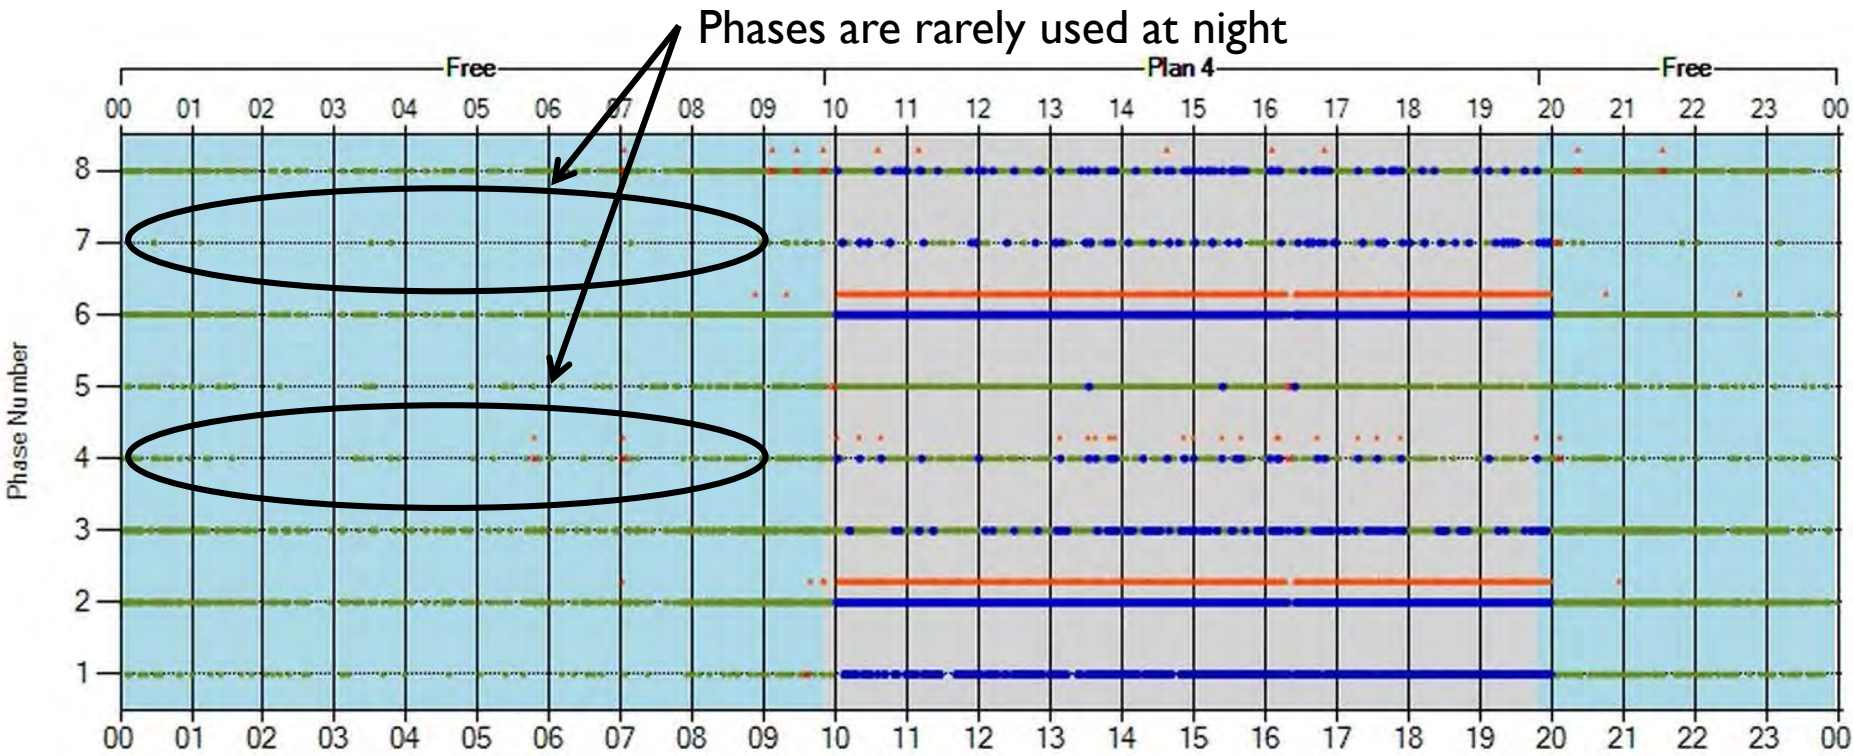 Phases are rarely used at night
Free Plan 4 Free
00 01 02 03 04 05 06 07 08 09 10 11 12 13 14 15 16 17 18 19 20 21 22 23 00
8
7
6
5
4
3
2
1
Phase Number
00 01 02 03 04 05 06 07 08 09 10 11 12 13 14 15 16 17 18 19 20 21 22 23 00